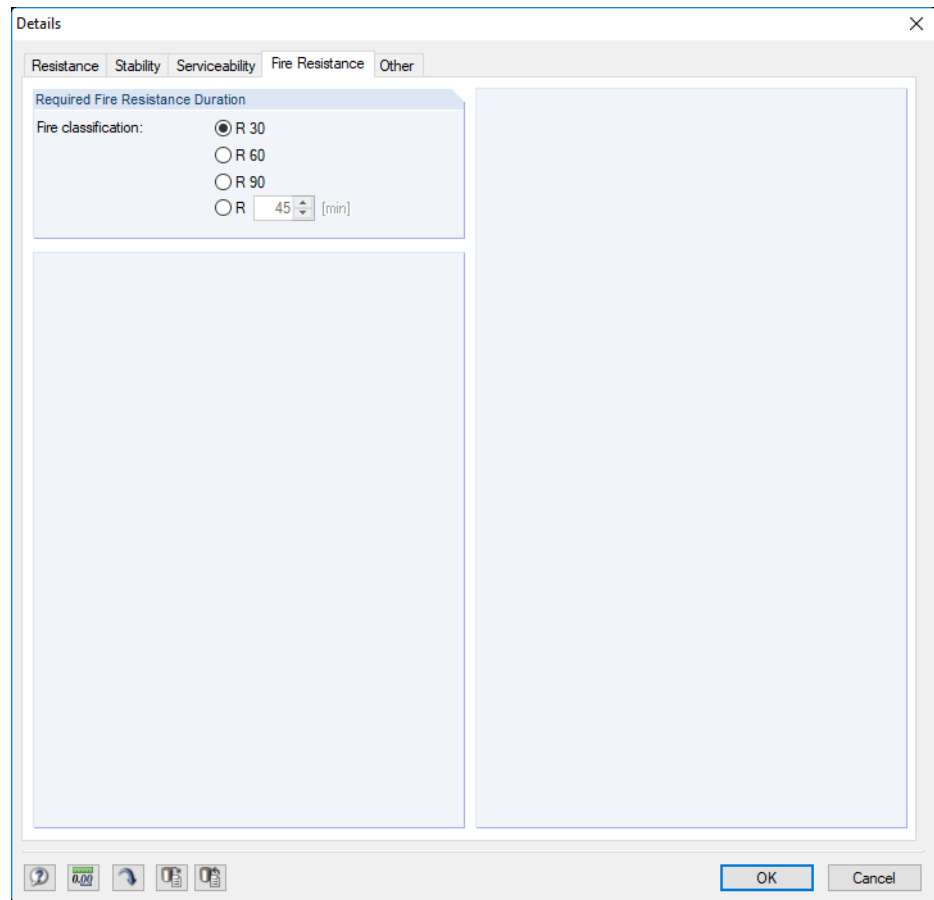 Details
Resistance Stability Serviceability Fire Resistance Other
Required Fire Resistance Duration
Fire classification: R 30
R 60
R 90
R 45 [min]
0.00
OK Cancel